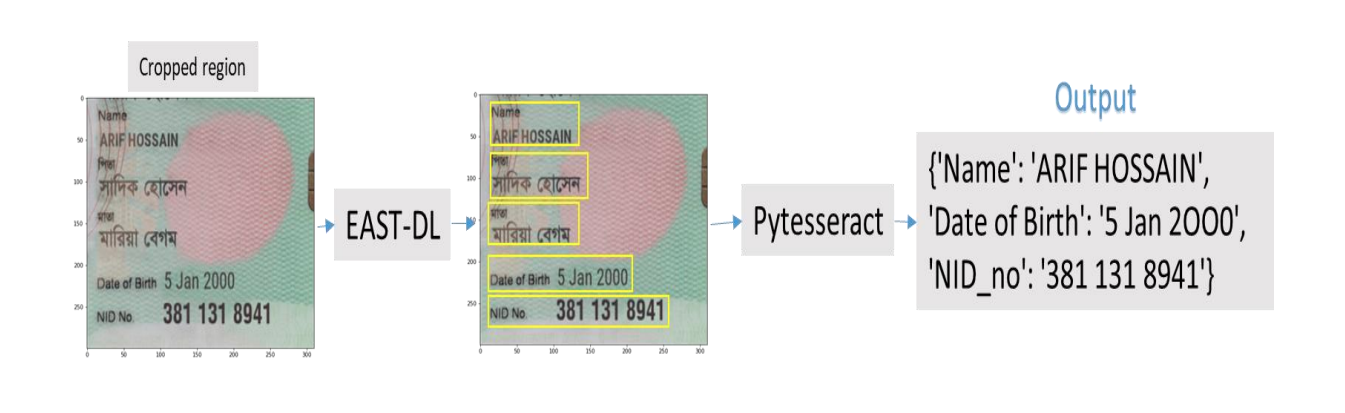 Cropped region
0
50
100
150
200
250
0 50 100 150 200 250 300
Name
ARIF HOSSAIN
পিতা
সাদিক হোসেন
মাতা
মারিয়া বেগম
Date of Birth 5 Jan 2000
NID No. 381 131 8941
EAST-DL
0
50
100
150
200
250
0 50 100 150 200 250 300
Name
ARIF HOSSAIN
পিতা
সাদিক হোসেন
মাতা
মারিয়া বেগম
Date of Birth 5 Jan 2000
NID No. 381 131 8941
Pytesseract
Output
{'Name': 'ARIF HOSSAIN',
'Date of Birth': '5 Jan 2OO0',
'NID_no': '381 131 8941'}